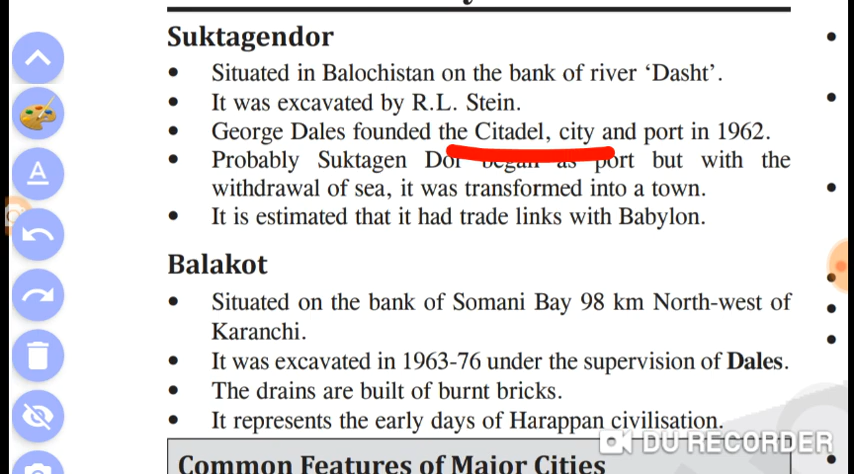 Suktagendor
• Situated in Balochistan on the bank of river ‘Dasht’.
• It was excavated by R.L. Stein.
• George Dales founded the Citadel, city and port in 1962.
• Probably Suktagen Dor began as port but with the
withdrawal of sea, it was transformed into a town.
• It is estimated that it had trade links with Babylon.
Balakot
• Situated on the bank of Somani Bay 98 km North-west of
Karanchi.
• It was excavated in 1963-76 under the supervision of Dales.
• The drains are built of burnt bricks.
• It represents the early days of Harappan civilisation.
DU RECORDER
Common Features of Major Cities
A